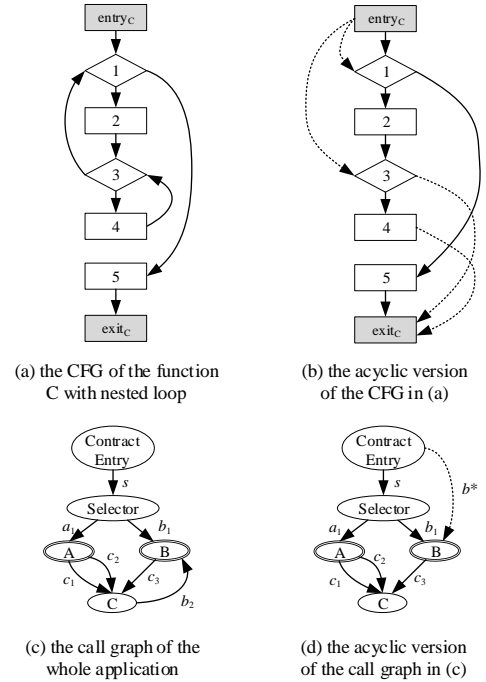 entry_C
1
2
3
4
5
exit_C
(a) the CFG of the function
C with nested loop
entry_C
1
2
3
4
5
exit_C
(b) the acyclic version
of the CFG in (a)
Contract
Entry
s
Selector
a_1 b_1
A B
c_2
c_1 c_3
C
b_2
(c) the call graph of the
whole application
Contract
Entry
s b*
Selector
a_1 b_1
A B
c_2
c_1 c_3
C
(d) the acyclic version
of the call graph in (c)